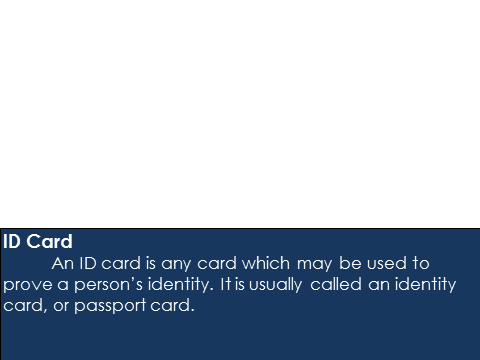 ID Card
An ID card is any card which may be used to
prove a person’s identity. It is usually called an identity
card, or passport card.